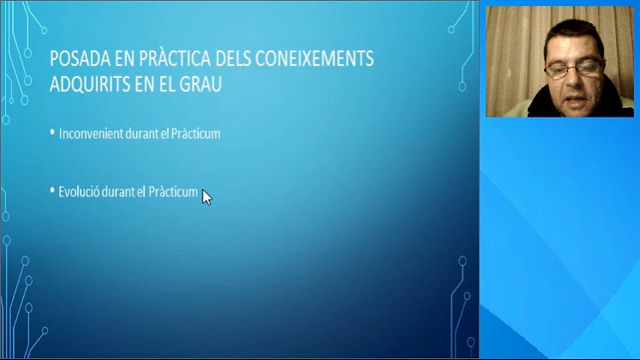 POSADA EN PRÀCTICA DELS CONEIXEMENTS
ADQUIRITS EN EL GRAU
• Inconvenient durant el Pràcticum
• Evolució durant el Pràcticum